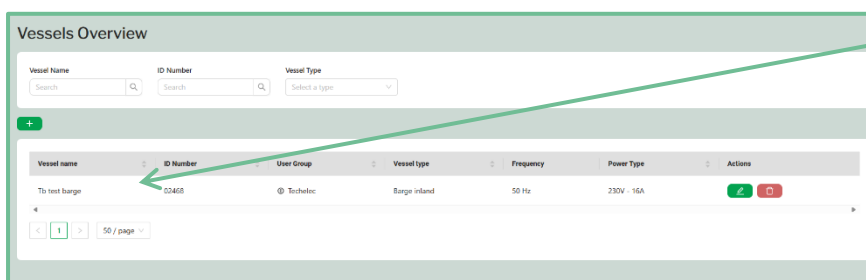 Vessels Overview
Vessel Name ID Number Vessel Type
Search Search Select a type
+
Vessel name ID Number User Group Vessel type Frequency Power Type Actions
Tb test barge 02468 Techelec Barge inland 50 Hz 230V - 16A
< 1 > 50 / page